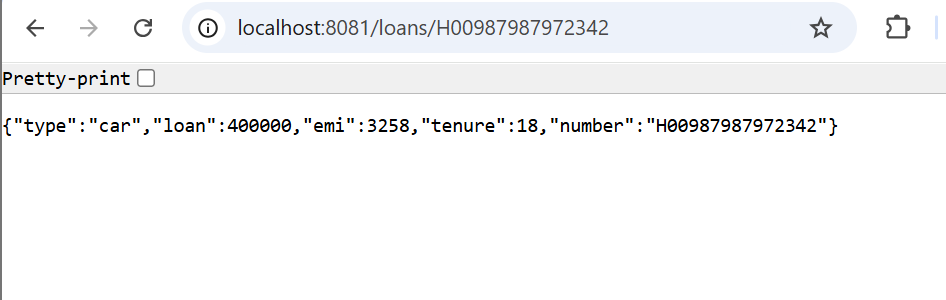 localhost:8081/loans/H00987987972342
Pretty-print
{"type":"car","loan":400000,"emi":3258,"tenure":18,"number":"H00987987972342"}